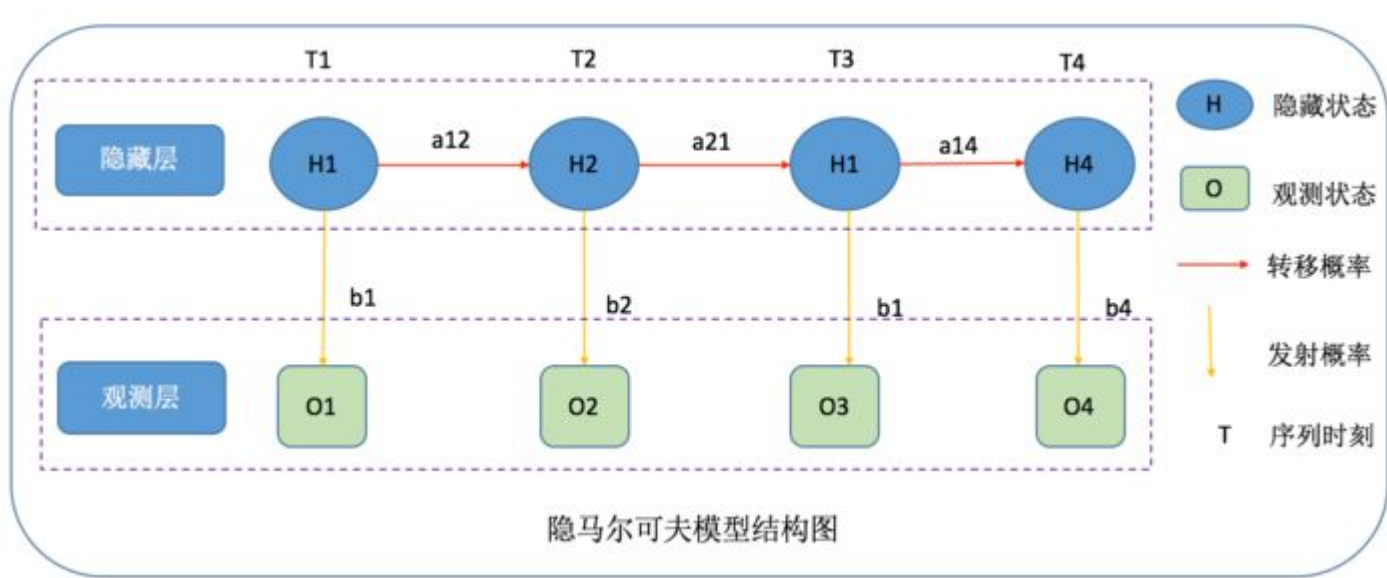 T1 T2 T3 T4
隐藏层 H1 a12 H2 a21 H1 a14 H4
b1 b2 b1 b4
观测层 O1 O2 O3 O4
H 隐藏状态
O 观测状态
转移概率
发射概率
T 序列时刻
隐马尔可夫模型结构图